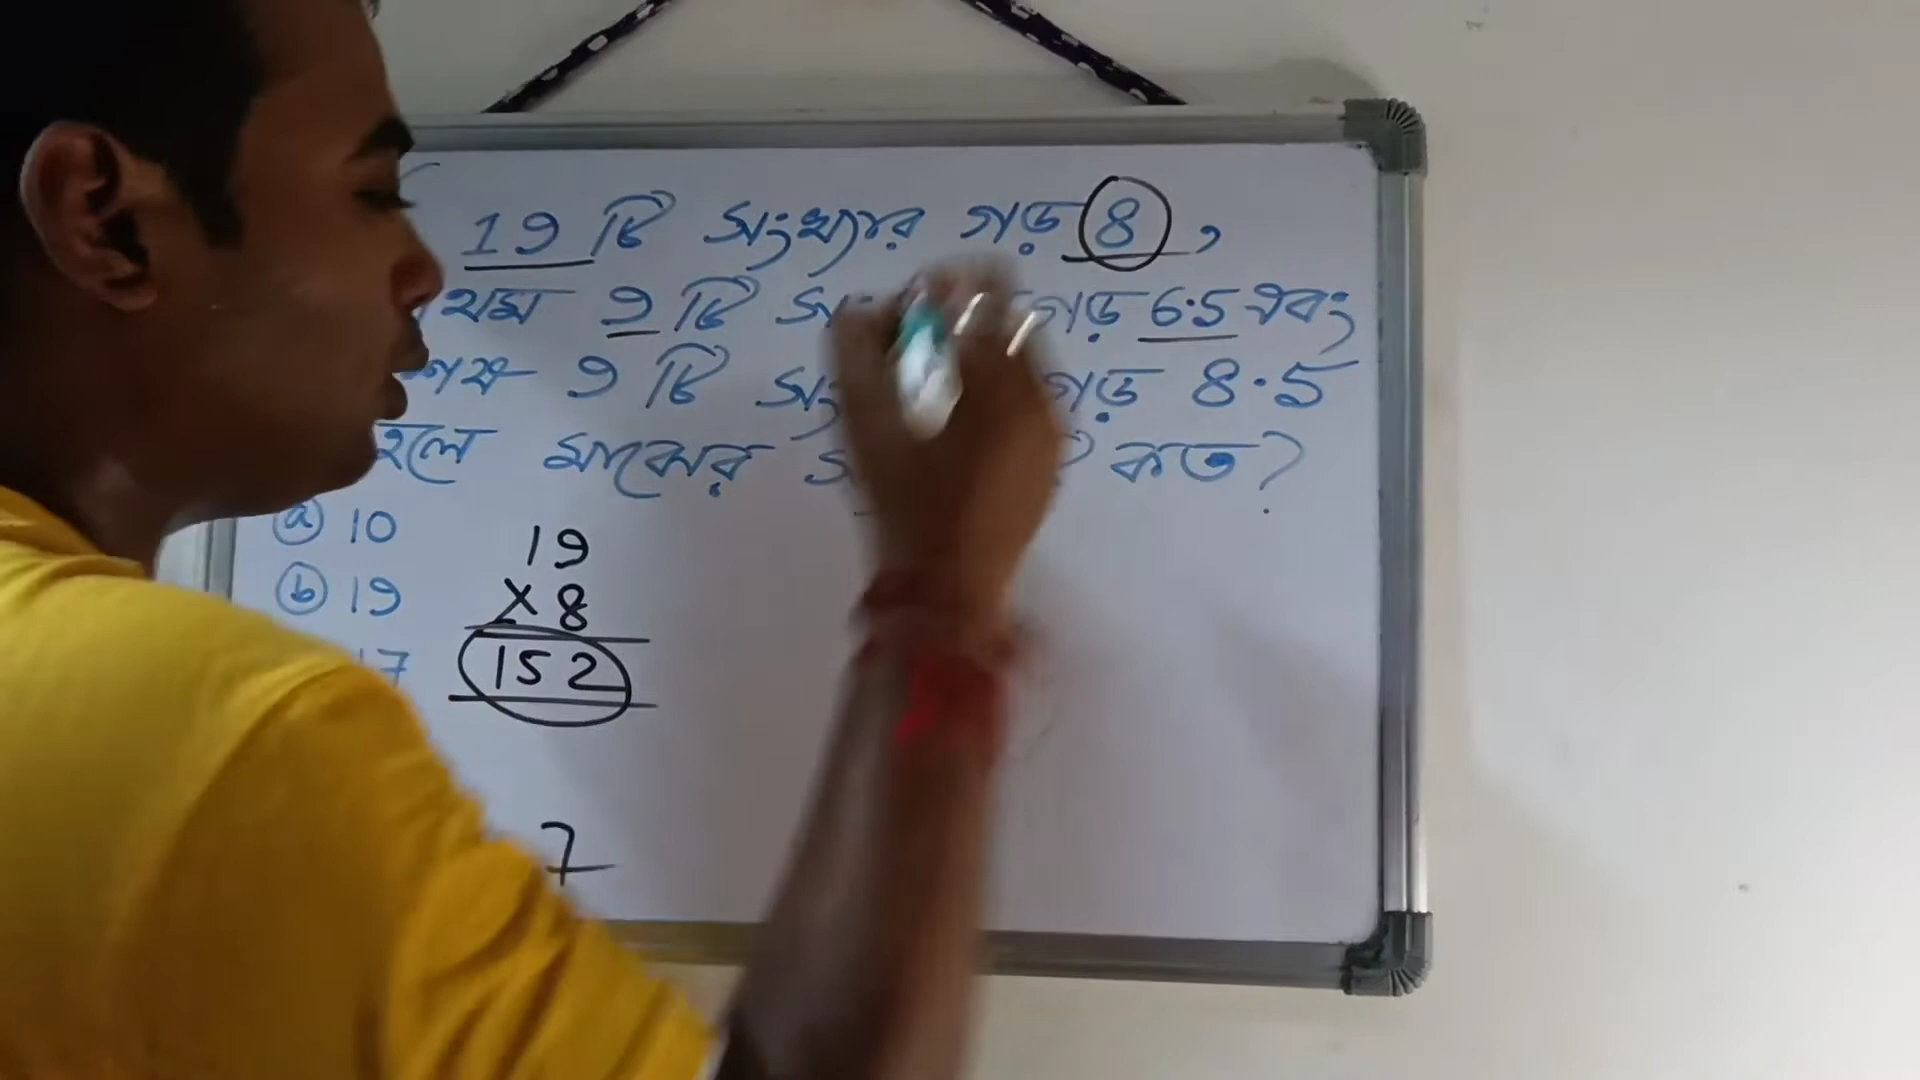 19 টি সংখ্যার গড় 8,
9 টি গড় 6.5 এবং
9 টি গড় 8.5
হলে মাঝের কত?
ⓐ 10
ⓑ 19
17
19
× 8
152
7